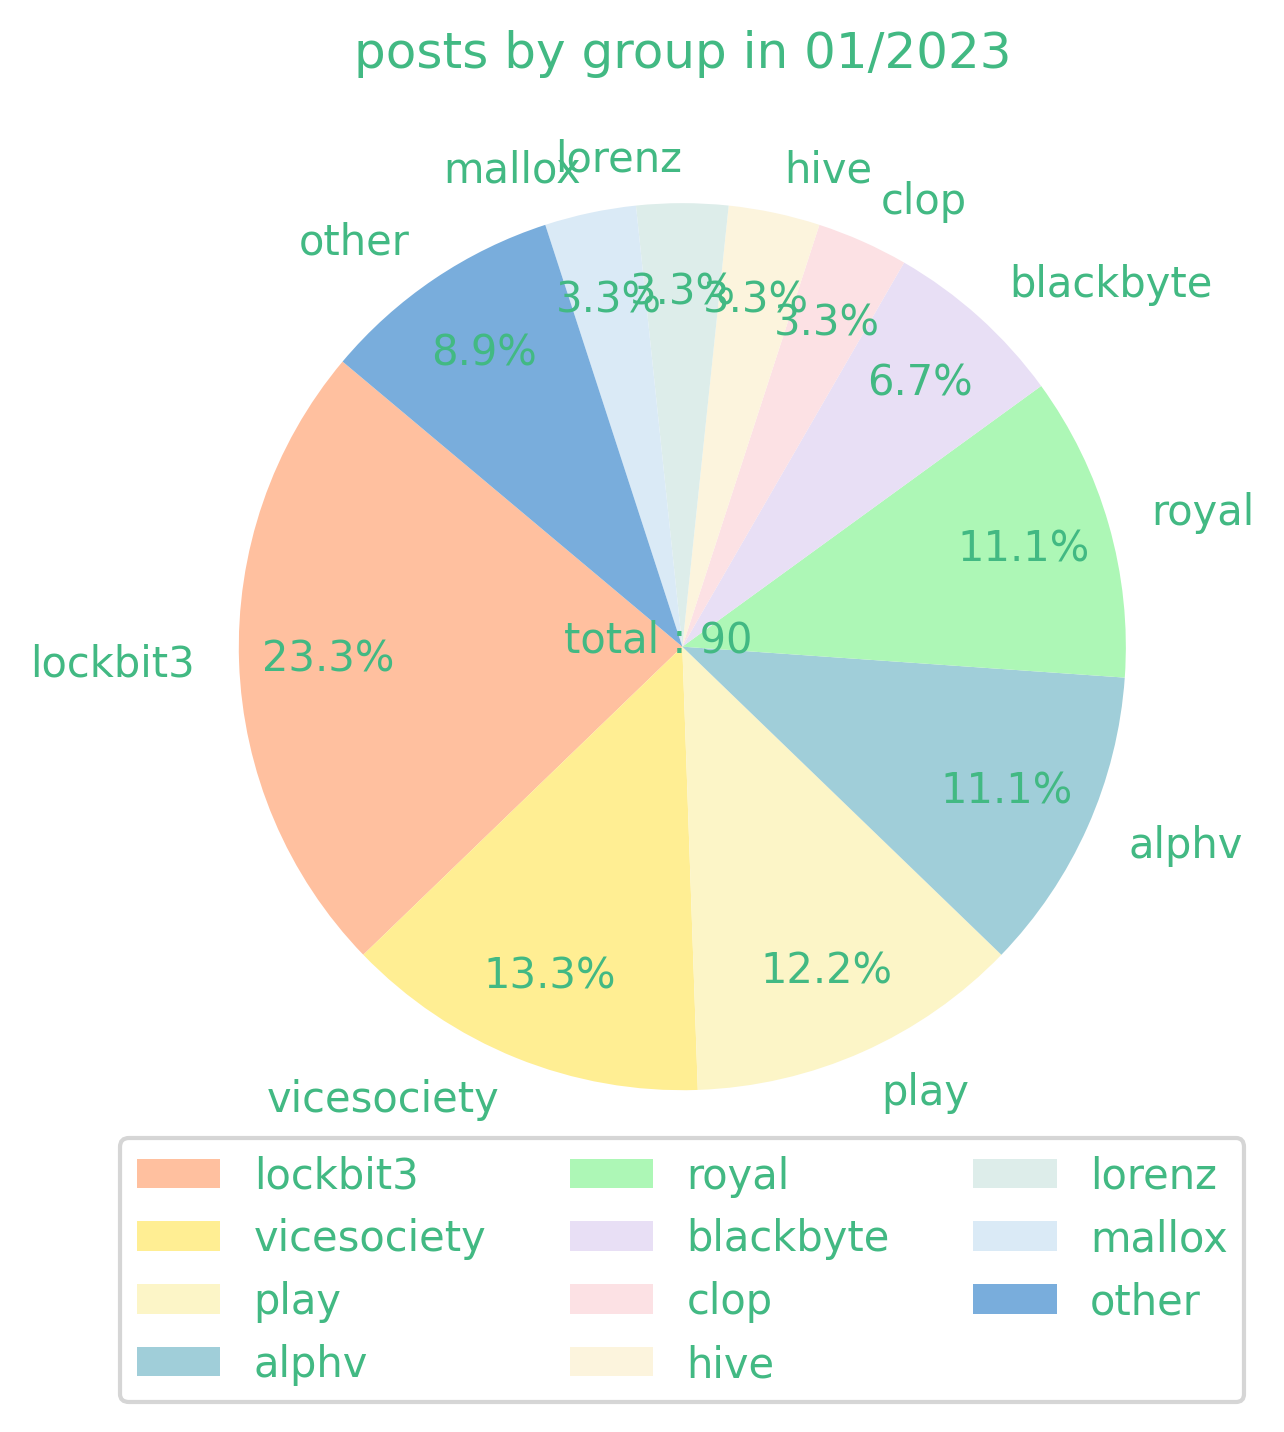 posts by group in 01/2023
lorenz
mallox
hive
clop
other
blackbyte
3.3%
3.3%
3.3%
3.3%
8.9%
6.7%
royal
11.1%
total : 90
lockbit3
23.3%
11.1%
alphv
13.3%
12.2%
vicesociety
play
lockbit3
vicesociety
play
alphv
royal
blackbyte
clop
hive
lorenz
mallox
other